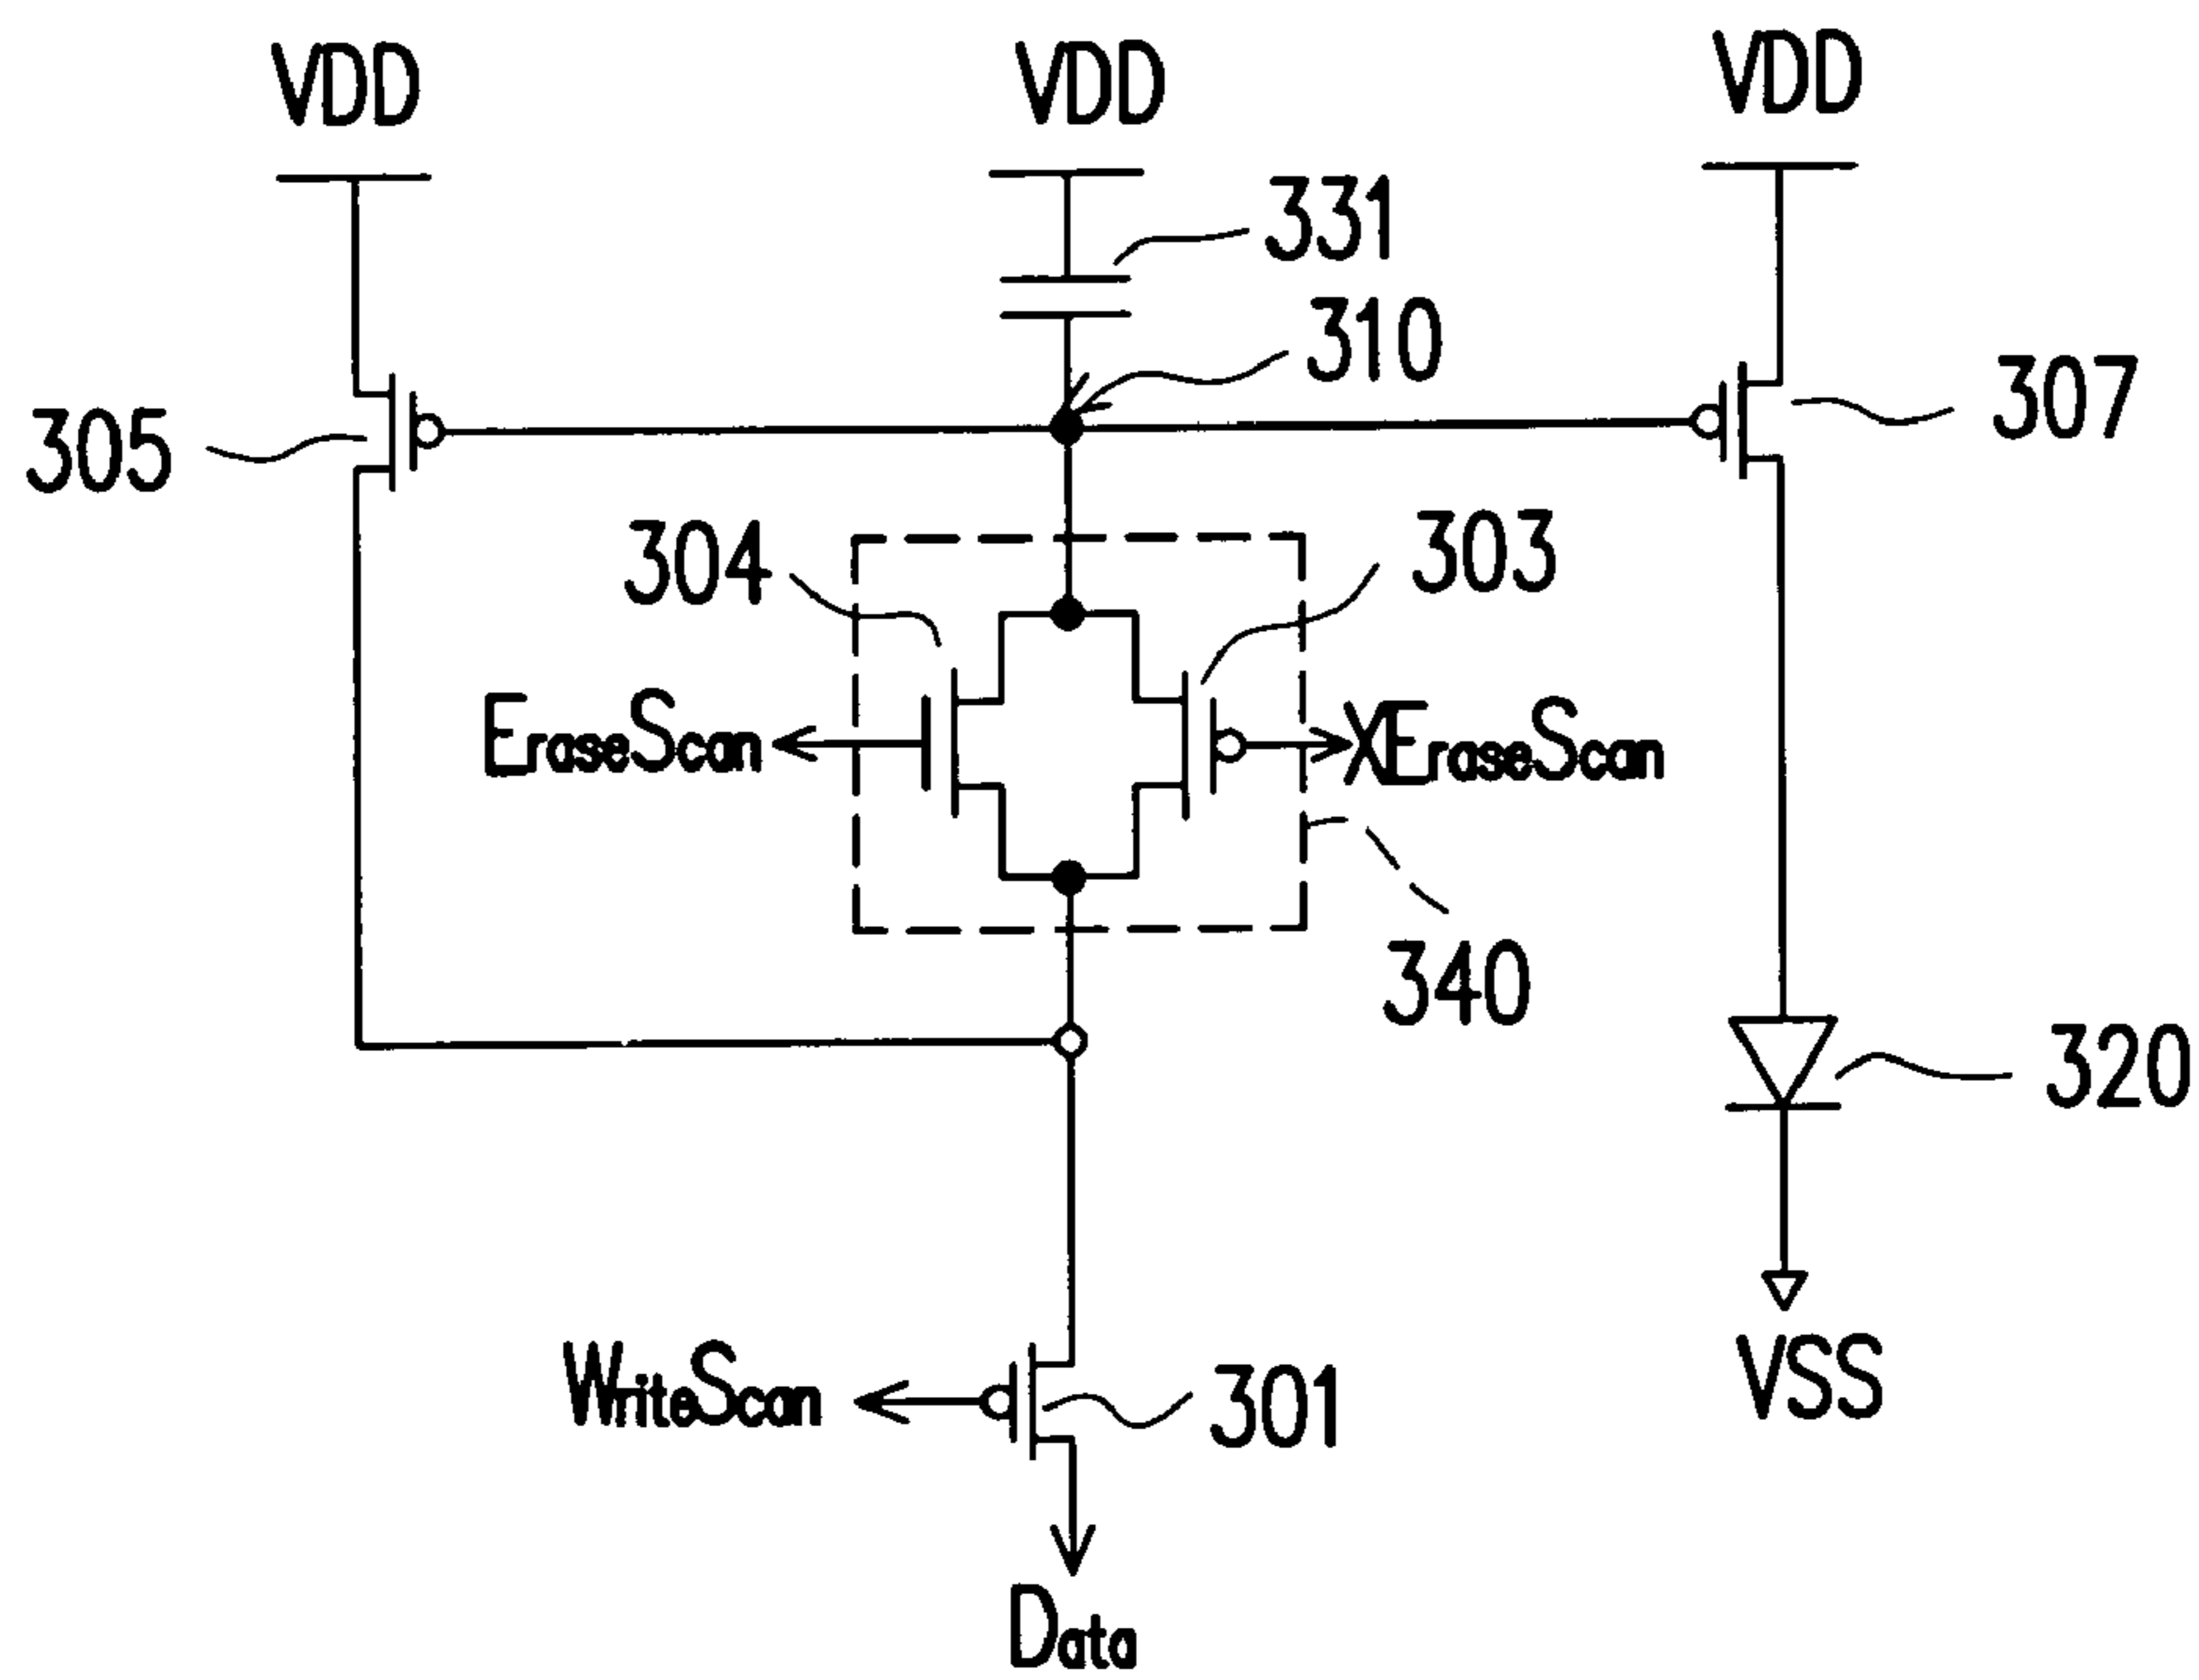 VDD
VDD
VDD
331
310
305
307
304
303
EraseScan
XEraseScan
340
320
WriteScan
301
VSS
Data